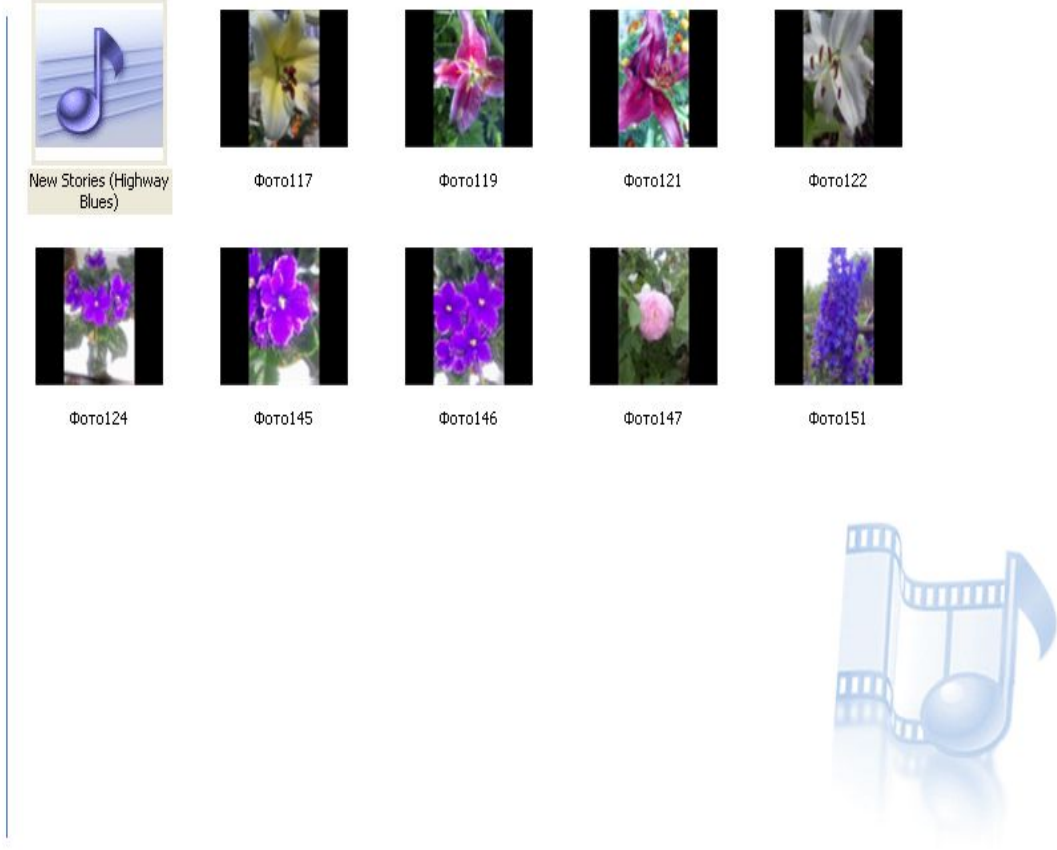 New Stories (Highway
Blues)
Фото117
Фото119
Фото121
Фото122
Фото124
Фото145
Фото146
Фото147
Фото151